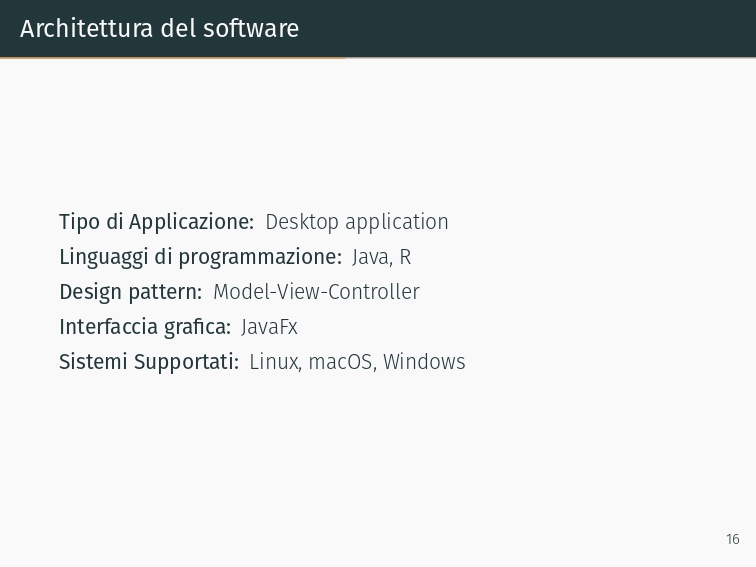 Architettura del software
Tipo di Applicazione: Desktop application
Linguaggi di programmazione: Java, R
Design pattern: Model-View-Controller
Interfaccia grafica: JavaFx
Sistemi Supportati: Linux, macOS, Windows
16